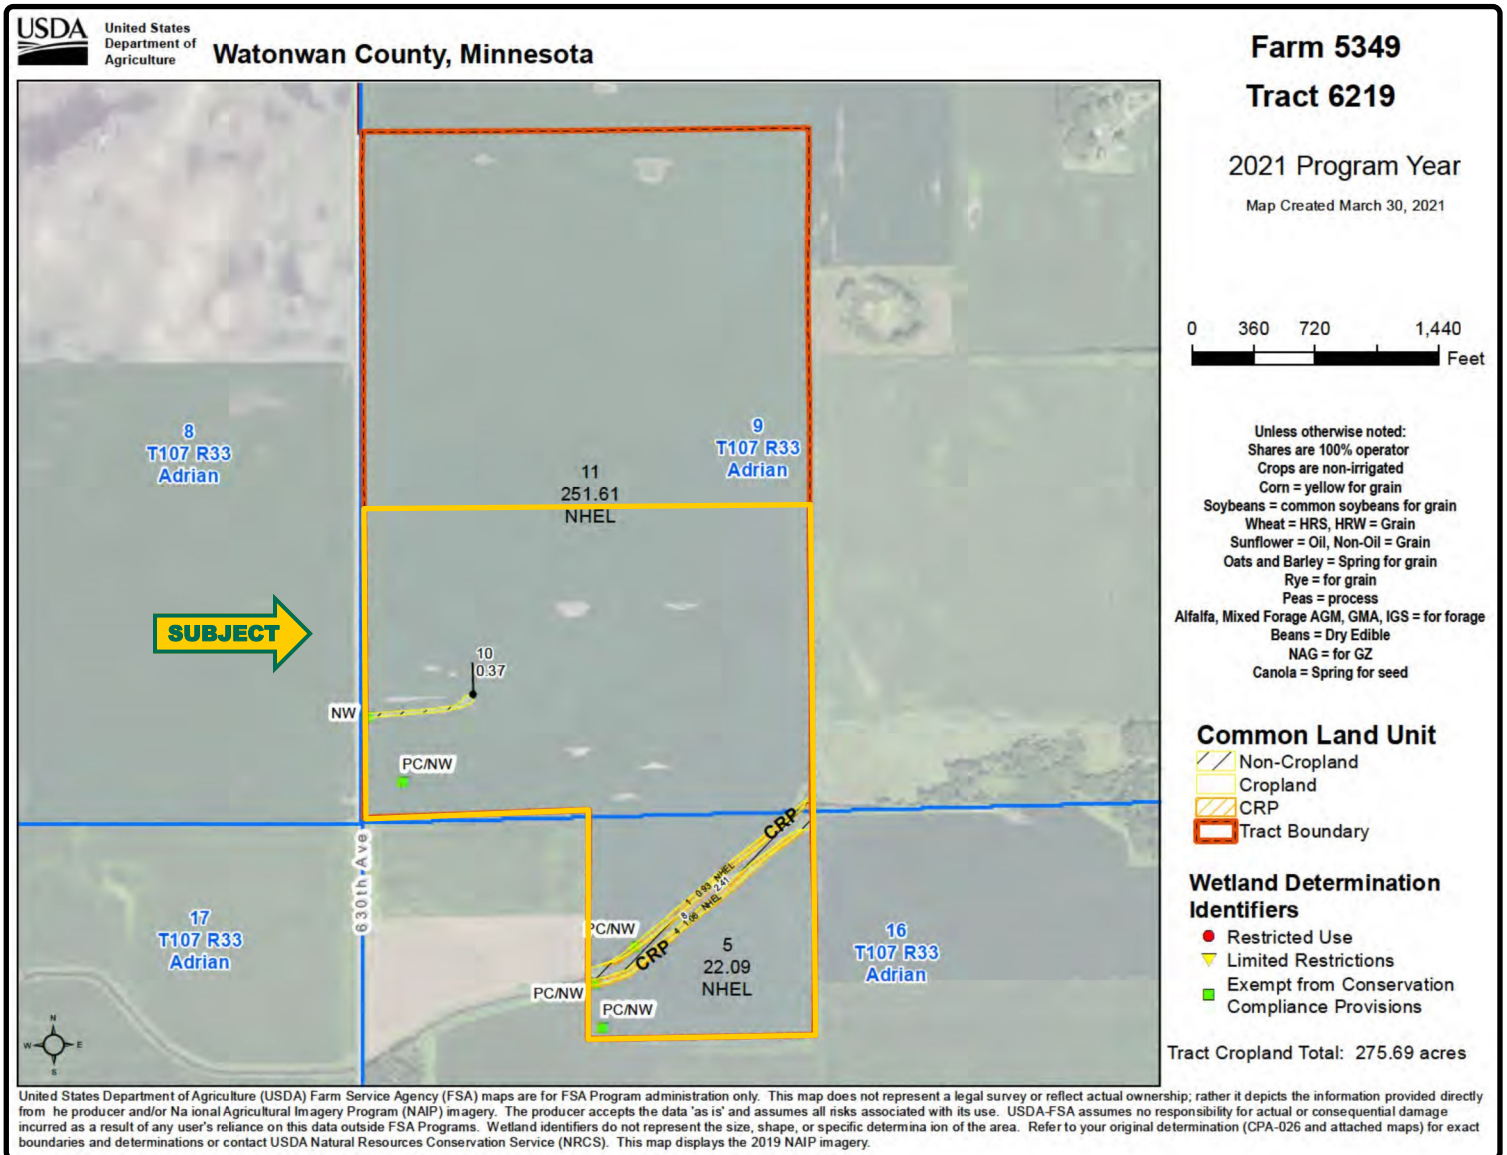 USDA
United States
Department of
Agriculture
Watonwan County, Minnesota
Farm 5349
Tract 6219
2021 Program Year
Map Created March 30, 2021
0 360 720 1,440
Feet
8
T107 R33
Adrian
9
T107 R33
Adrian
11
251.61
NHEL
SUBJECT
10
0.37
NW
PC/NW
630th Ave
CRP
1 0.93 NHEL
8 2.41
4 1.06 NHEL
CRP
PC/NW
PC/NW
PC/NW
5
22.09
NHEL
17
T107 R33
Adrian
16
T107 R33
Adrian
N
W E
S
Unless otherwise noted:
Shares are 100% operator
Crops are non-irrigated
Corn = yellow for grain
Soybeans = common soybeans for grain
Wheat = HRS, HRW = Grain
Sunflower = Oil, Non-Oil = Grain
Oats and Barley = Spring for grain
Rye = for grain
Peas = process
Alfalfa, Mixed Forage AGM, GMA, IGS = for forage
Beans = Dry Edible
NAG = for GZ
Canola = Spring for seed
Common Land Unit
Non-Cropland
Cropland
CRP
Tract Boundary
Wetland Determination
Identifiers
Restricted Use
Limited Restrictions
Exempt from Conservation
Compliance Provisions
Tract Cropland Total: 275.69 acres
United States Department of Agriculture (USDA) Farm Service Agency (FSA) maps are for FSA Program administration only. This map does not represent a legal survey or reflect actual ownership; rather it depicts the information provided directly
from he producer and/or Na ional Agricultural Imagery Program (NAIP) imagery. The producer accepts the data 'as is' and assumes all risks associated with its use. USDA-FSA assumes no responsibility for actual or consequential damage
incurred as a result of any user's reliance on this data outside FSA Programs. Wetland identifiers do not represent the size, shape, or specific determina ion of the area. Refer to your original determination (CPA-026 and attached maps) for exact
boundaries and determinations or contact USDA Natural Resources Conservation Service (NRCS). This map displays the 2019 NAIP imagery.